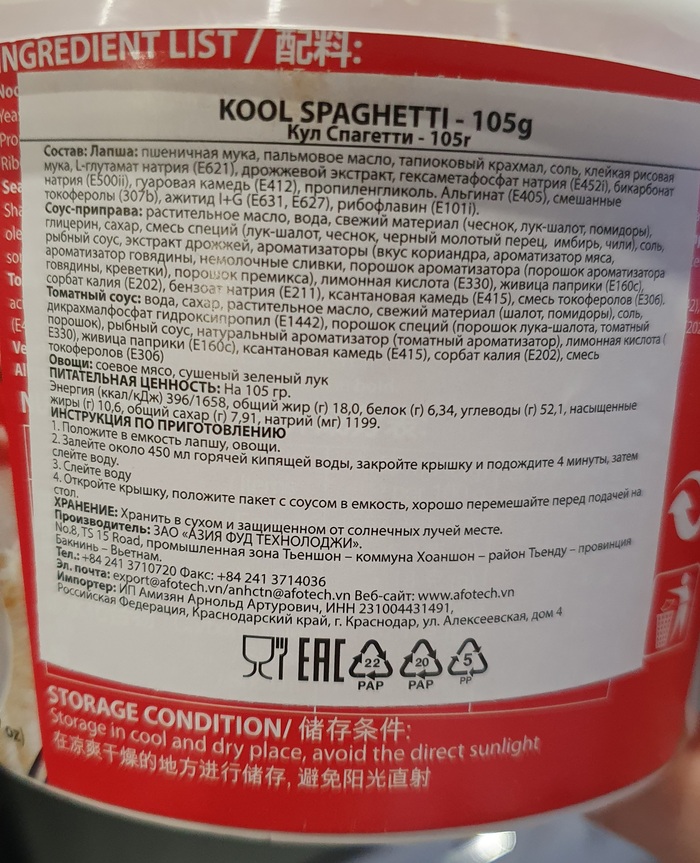 INGREDIENT LIST / 配料:
KOOL SPAGHETTI - 105g
Кул Спагетти - 105г
Состав: Лапша: пшеничная мука, пальмовое масло, тапиоковый крахмал, соль, клейкая рисовая
мука, L-глутамат натрия (Е621), дрожжевой экстракт, гексаметафосфат натрия (E452i), бикарбонат
натрия (E500ii), гуаровая камедь (Е412), пропиленгликоль. Альгинат (Е405), смешанные
токоферолы (307b), ажитид I+G (E631, E627), рибофлавин (E101i).
Соус-приправа: растительное масло, вода, свежий материал (чеснок, лук-шалот, помидоры),
глицерин, сахар, смесь специй (лук-шалот, чеснок, черный молотый перец, имбирь, чили), соль,
рыбный соус, экстракт дрожжей, ароматизаторы (вкус кориандра, ароматизатор мяса,
ароматизатор говядины, немолочные сливки, порошок ароматизатора (порошок ароматизатора
говядины, креветки), порошок премикса), лимонная кислота (Е330), живица паприки (Е160с),
сорбат калия (Е202), бензоат натрия (Е211), ксантановая камедь (Е415), смесь токоферолов (Е306).
Томатный соус: вода, сахар, растительное масло, свежий материал (шалот, помидоры), соль,
дикрахмалфосфат гидроксипропил (Е1442), порошок специй (порошок лука-шалота, томатный
порошок), рыбный соус, натуральный ароматизатор (томатный ароматизатор), лимонная кислота (
Е330), живица паприки (Е160с), ксантановая камедь (Е415), сорбат калия (Е202), смесь
токоферолов (Е306)
Овощи: соевое мясо, сушеный зеленый лук
ПИТАТЕЛЬНАЯ ЦЕННОСТЬ: На 105 гр.
Энергия (ккал/кДж) 396/1658, общий жир (г) 18,0, белок (г) 6,34, углеводы (г) 52,1, насыщенные
жиры (г) 10,6, общий сахар (г) 7,91, натрий (мг) 1199.
ИНСТРУКЦИЯ ПО ПРИГОТОВЛЕНИЮ
1. Положите в емкость лапшу, овощи.
2. Залейте около 450 мл горячей кипящей воды, закройте крышку и подождите 4 минуты, затем
слейте воду.
3. Слейте воду
4. Откройте крышку, положите пакет с соусом в емкость, хорошо перемешайте перед подачей на
стол.
ХРАНЕНИЕ: Хранить в сухом и защищенном от солнечных лучей месте.
Производитель: ЗАО «АЗИЯ ФУД ТЕХНОЛОДЖИ».
No.8, TS 15 Road, промышленная зона Тьеншон – коммуна Хоаншон – район Тьенду – провинция
Бакнинь – Вьетнам.
Тел.: +84 241 3710720 Факс: +84 241 3714036
Эл. почта: export@afotech.vn/anhctn@afotech.vn Веб-сайт: www.afotech.vn
Импортер: ИП Амизян Арнольд Артурович, ИНН 231004431491,
Российская Федерация, Краснодарский край, г. Краснодар, ул. Алексеевская, дом 4
EAC 22 PAP 20 PAP 5 PP
STORAGE CONDITION/ 储存条件:
Storage in cool and dry place, avoid the direct sunlight
在凉爽干燥的地方进行储存, 避免阳光直射
oz)